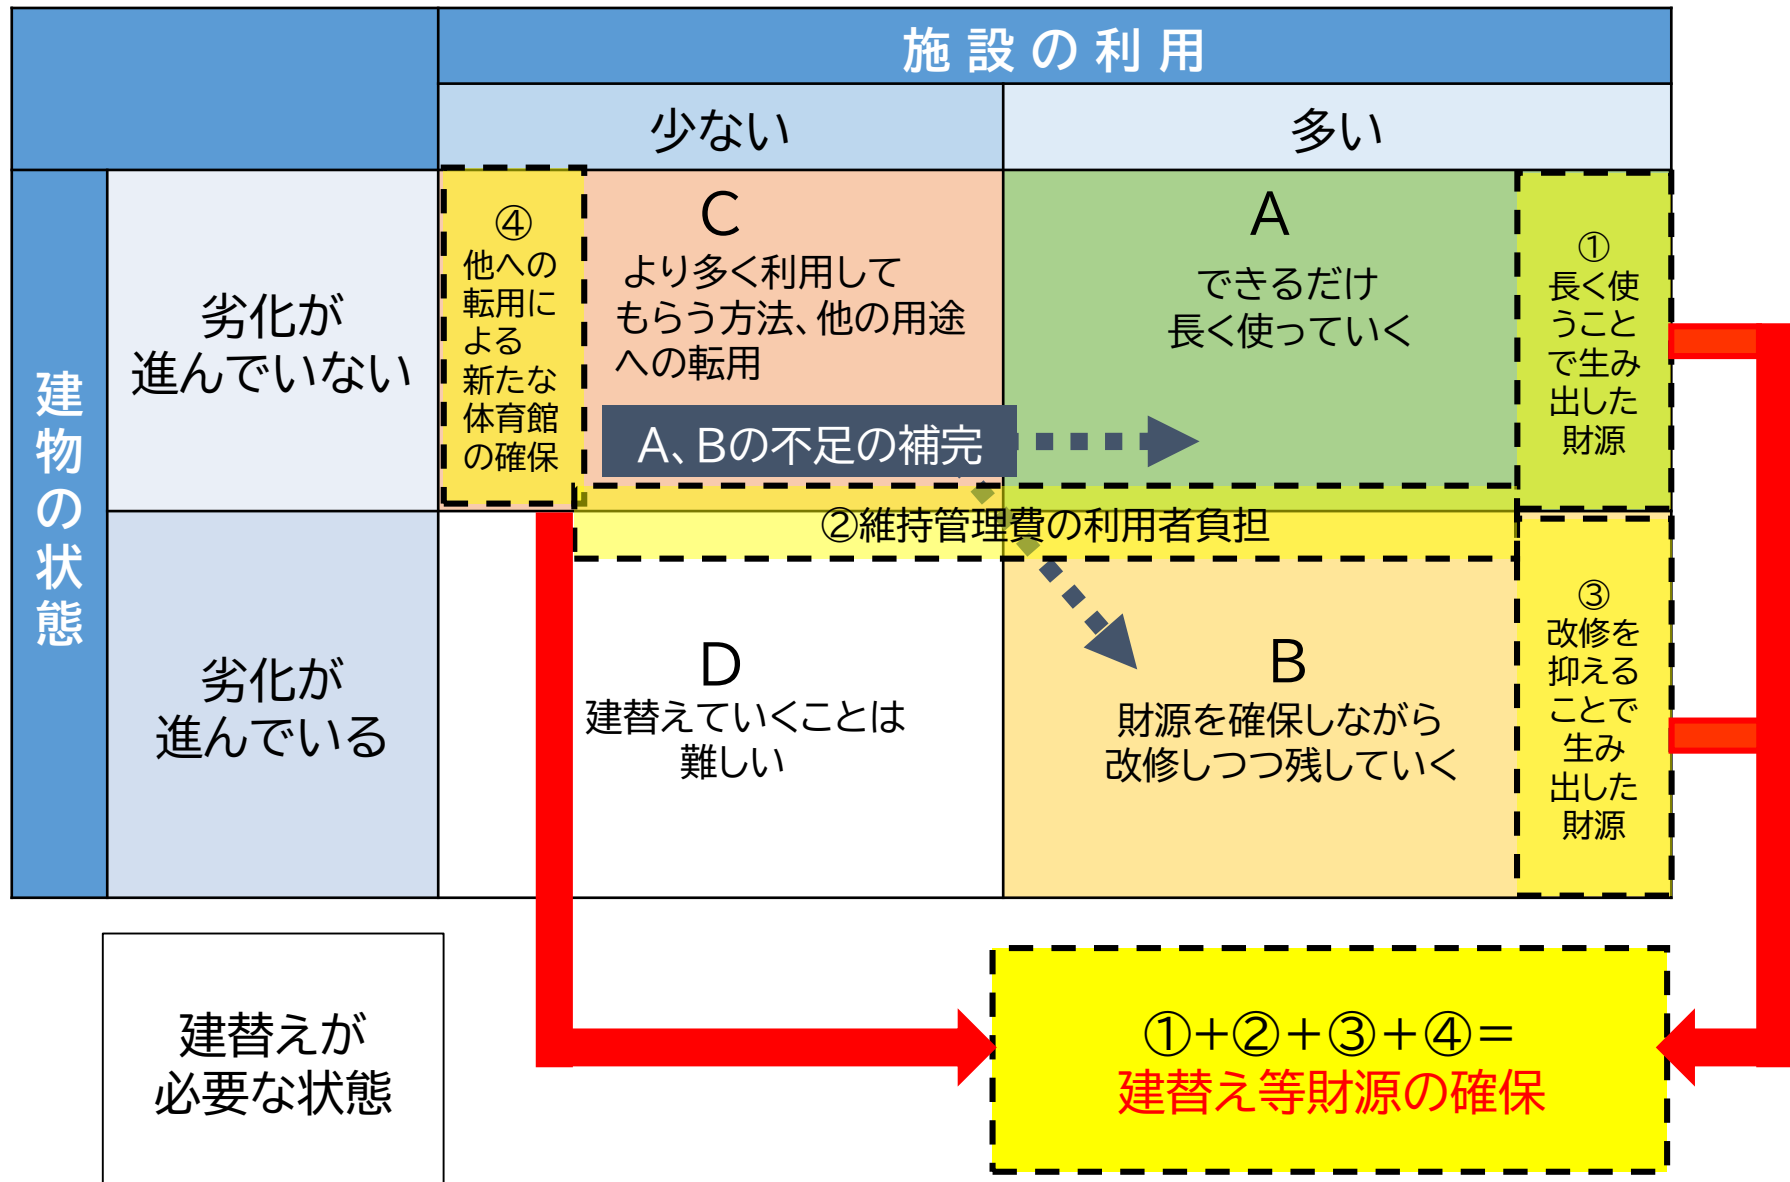 施設の利用
少ない
多い
建物の状態
劣化が
進んでいない
④
他への
転用に
よる
新たな
体育館
の確保
C
より多く利用して
もらう方法、他の用途
への転用
A、Bの不足の補完
A
できるだけ
長く使っていく
①
長く使
うこと
で生み
出した
財源
②維持管理費の利用者負担
劣化が
進んでいる
D
建替えていくことは
難しい
B
財源を確保しながら
改修しつつ残していく
③
改修を
抑える
ことで
生み
出した
財源
建替えが
必要な状態
①+②+③+④=
建替え等財源の確保